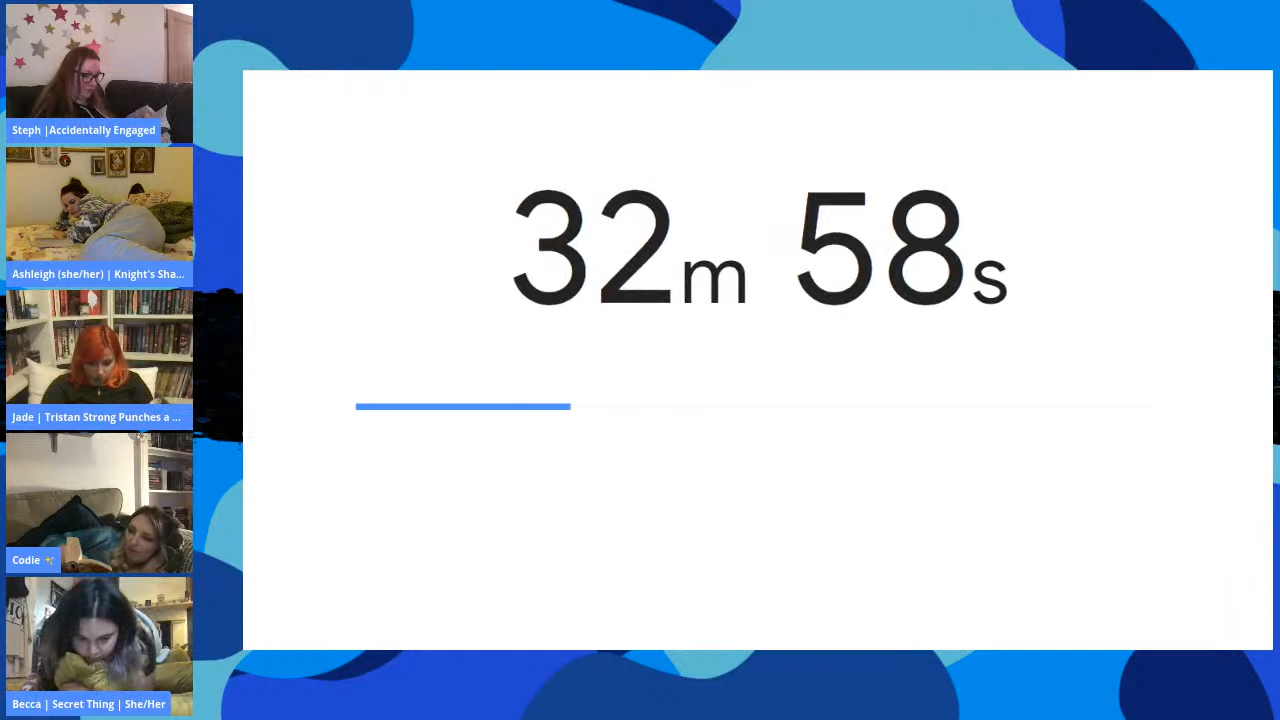 Steph |Accidentally Engaged
Ashleigh (she/her) | Knight's Sha...
Jade | Tristan Strong Punches a ...
Codie ✨
Becca | Secret Thing | She/Her
32m 58s